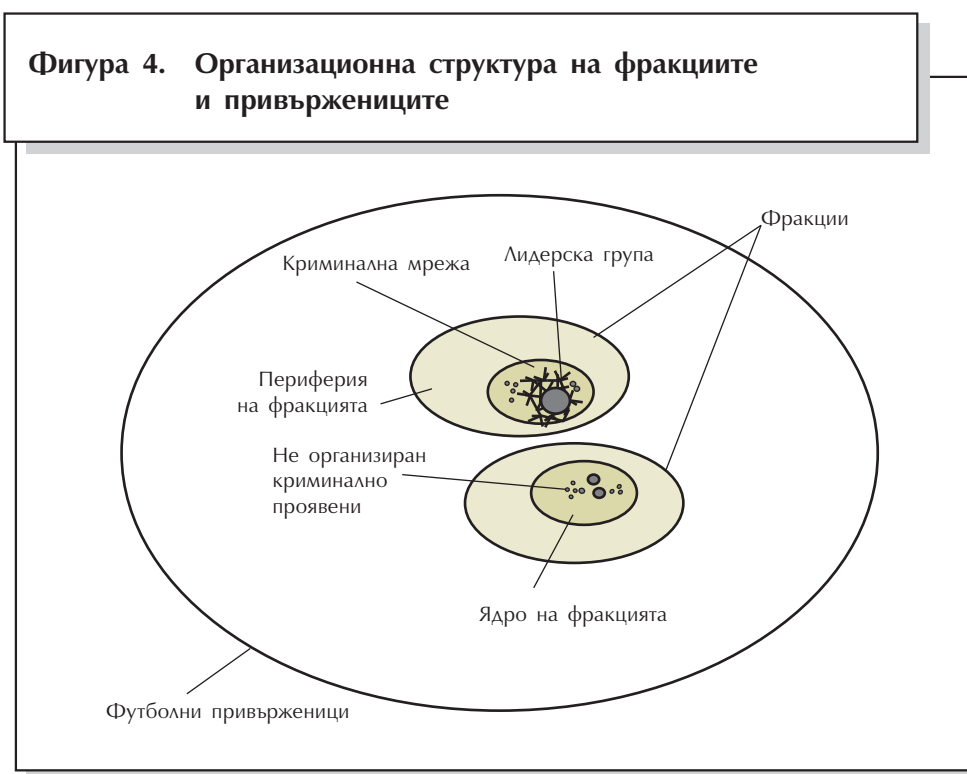 Фигура 4. Организационна структура на фракциите
и привържениците
Фракции
Криминална мрежа
Лидерска група
Периферия
на фракцията
Не организиран
криминално
проявени
Ядро на фракцията
Футболни привърженици